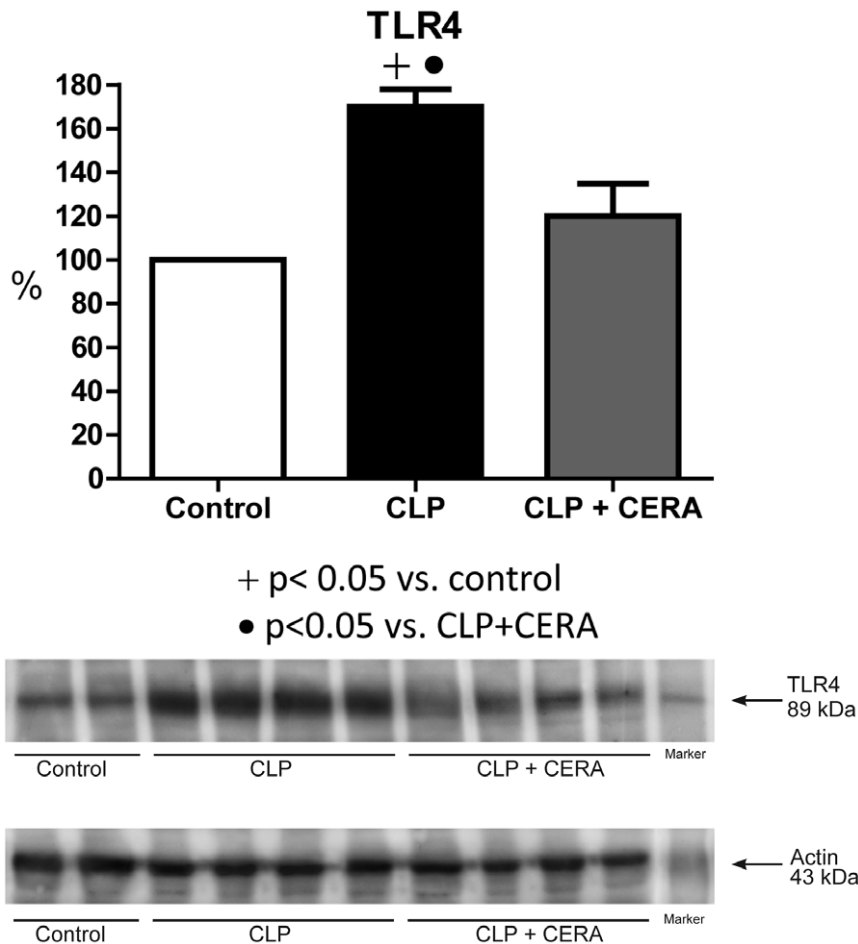 TLR4
+ ●
180
160
140
120
100
80
60
40
20
0
%
Control CLP CLP + CERA
+ p< 0.05 vs. control
● p<0.05 vs. CLP+CERA
TLR4
89 kDa
Control CLP CLP + CERA Marker
Actin
43 kDa
Control CLP CLP + CERA Marker